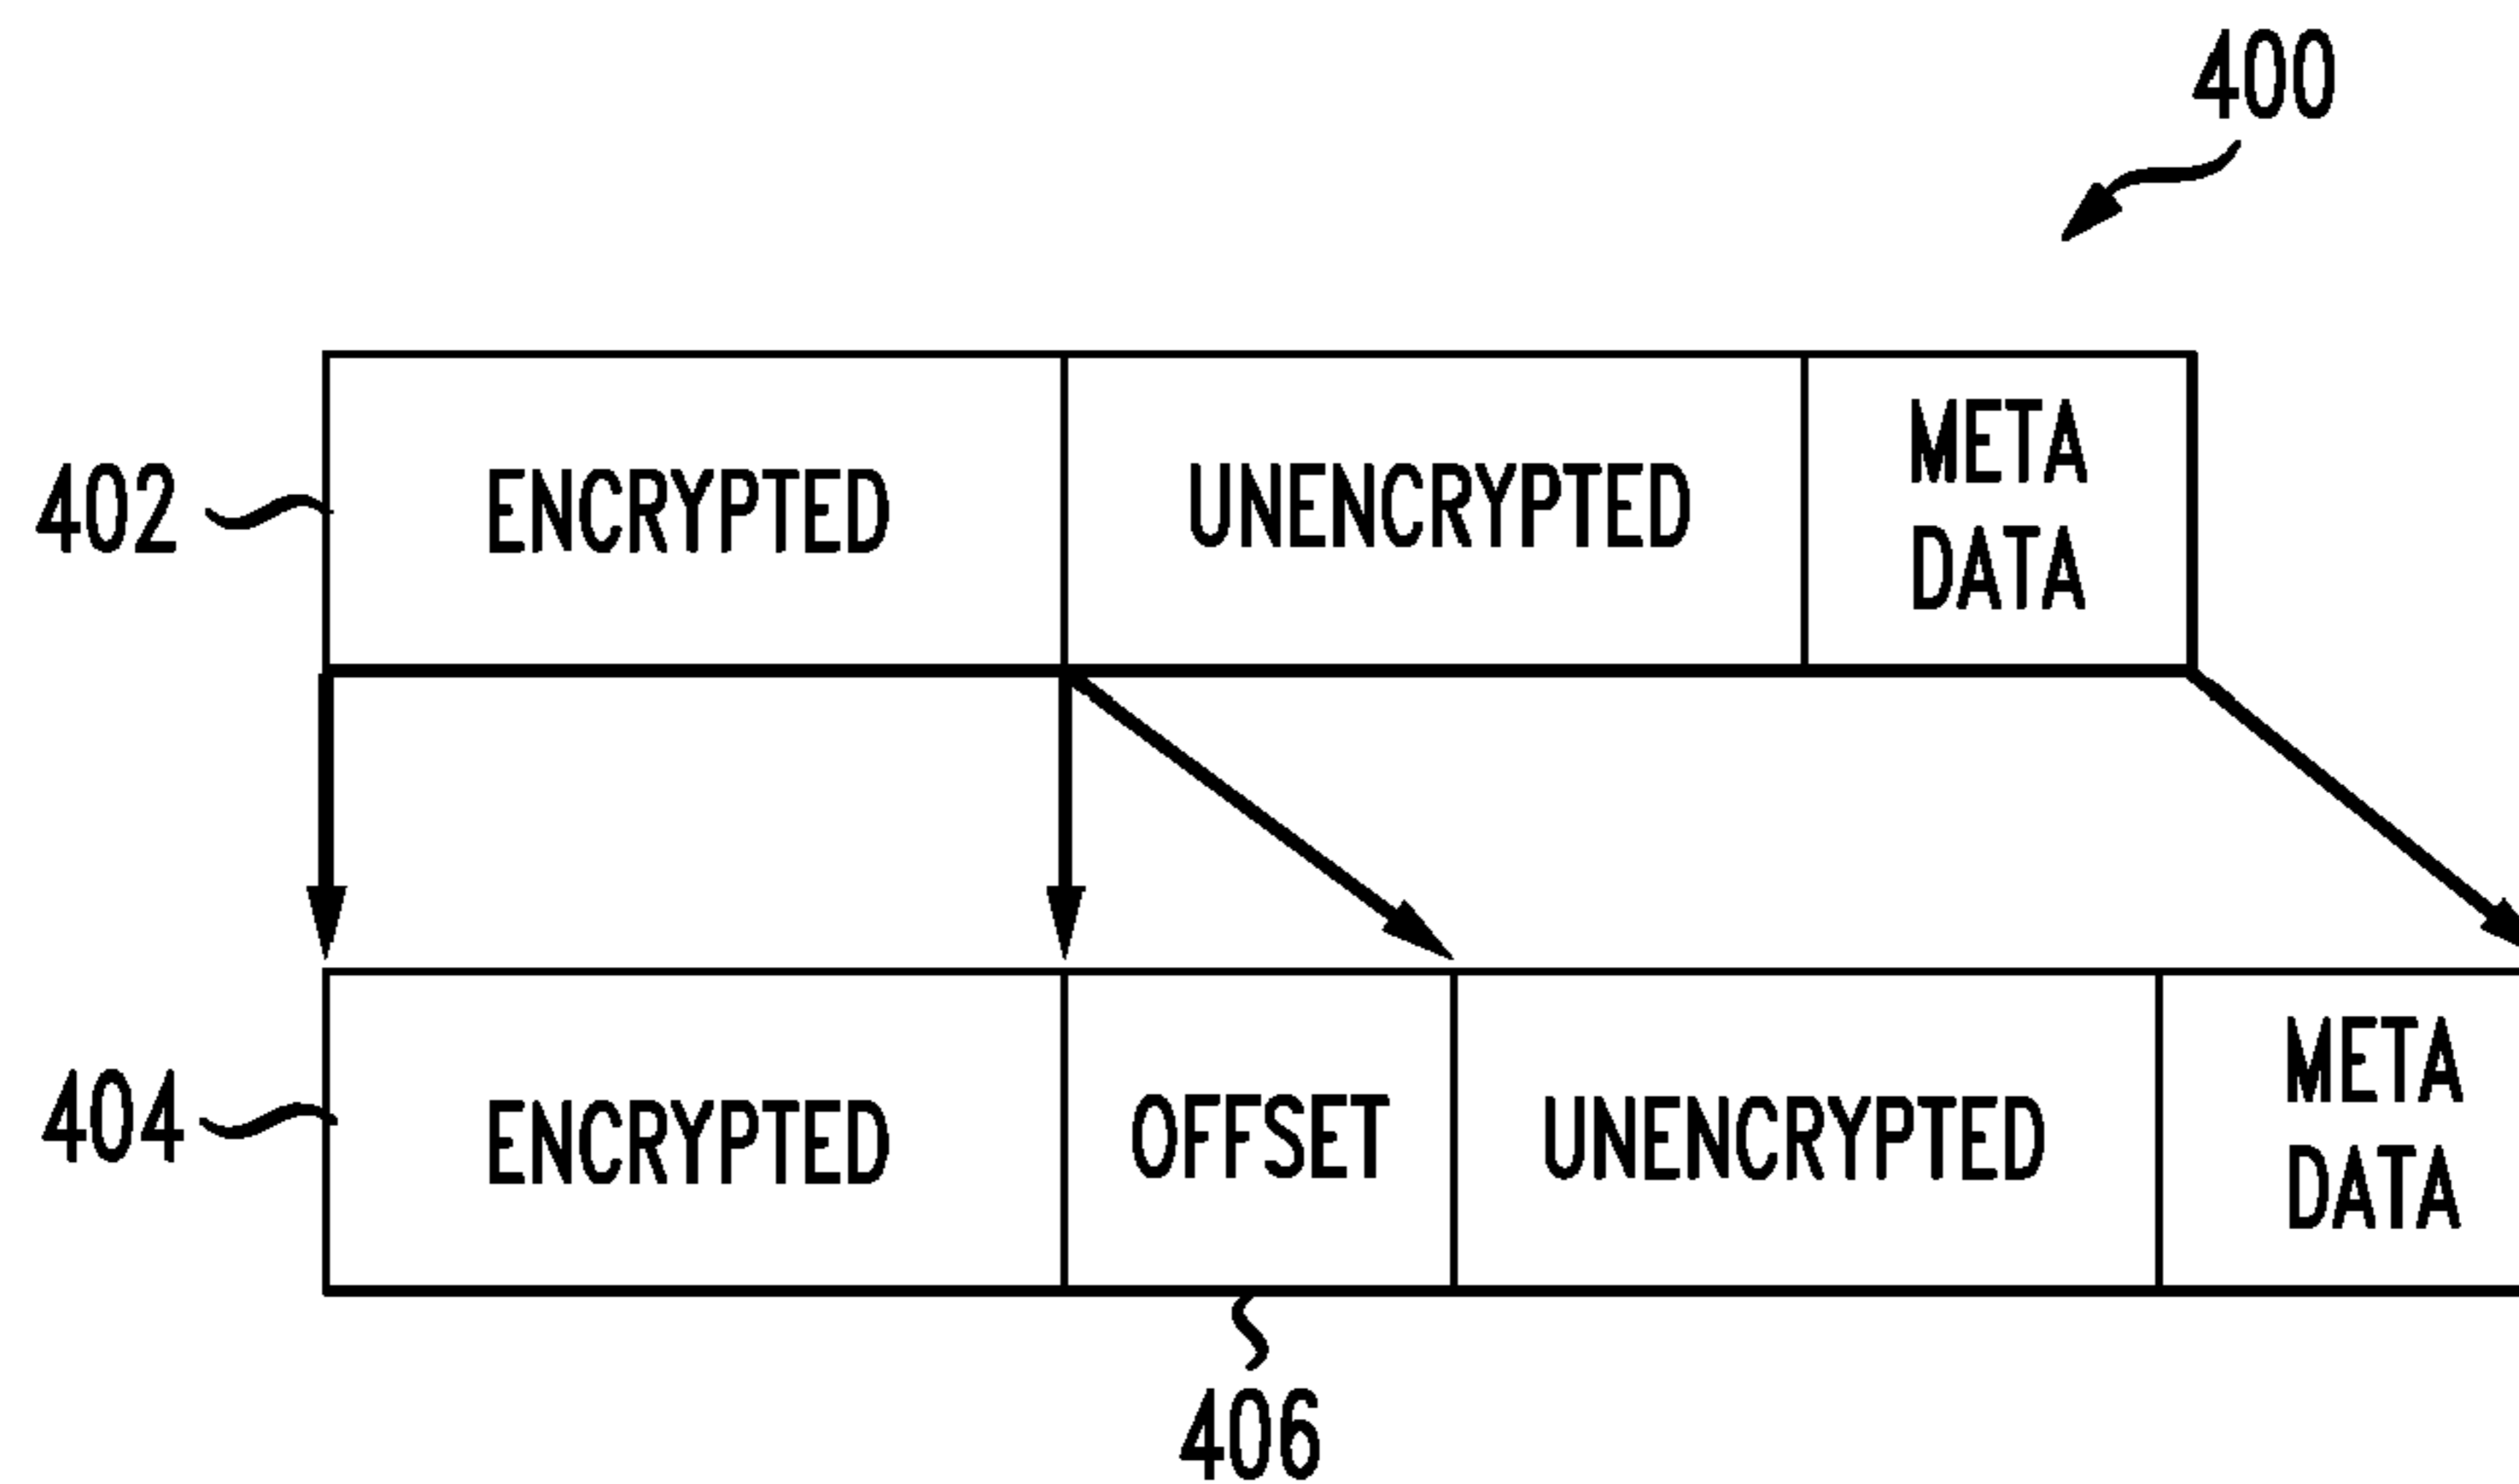 400
402
ENCRYPTED
UNENCRYPTED
META
DATA
404
ENCRYPTED
OFFSET
UNENCRYPTED
META
DATA
406